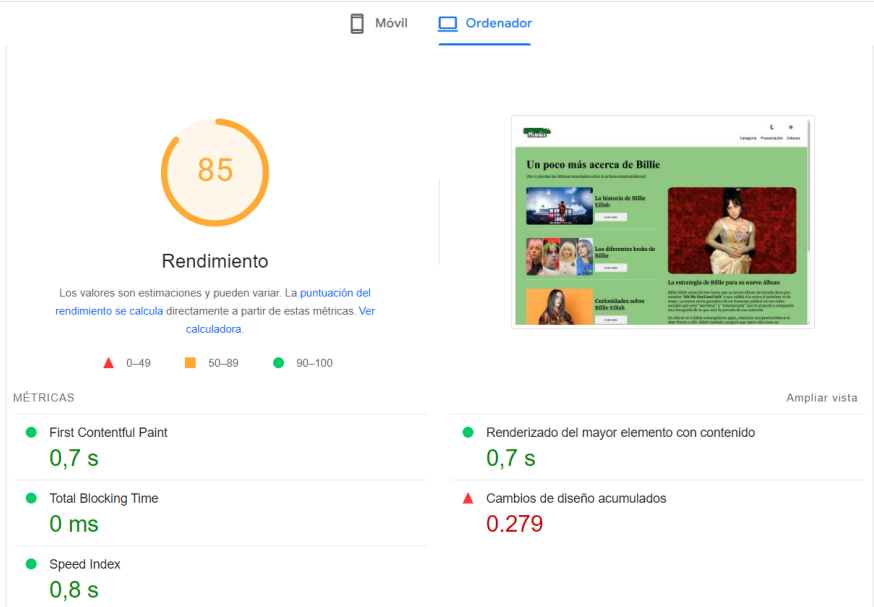 Móvil
Ordenador
85
Rendimiento
Los valores son estimaciones y pueden variar. La puntuación del
rendimiento se calcula directamente a partir de estas métricas. Ver
calculadora.
0–49
50–89
90–100
Categoría Presentación Enlaces
Un poco más acerca de Billie
La historia de Billie
Eilish
Los diferentes looks de
Billie
Curiosidades sobre
Billie Eilish
La estrategia de Billie para su nuevo álbum
MÉTRICAS
Ampliar vista
First Contentful Paint
0,7 s
Renderizado del mayor elemento con contenido
0,7 s
Total Blocking Time
0 ms
Cambios de diseño acumulados
0.279
Speed Index
0,8 s